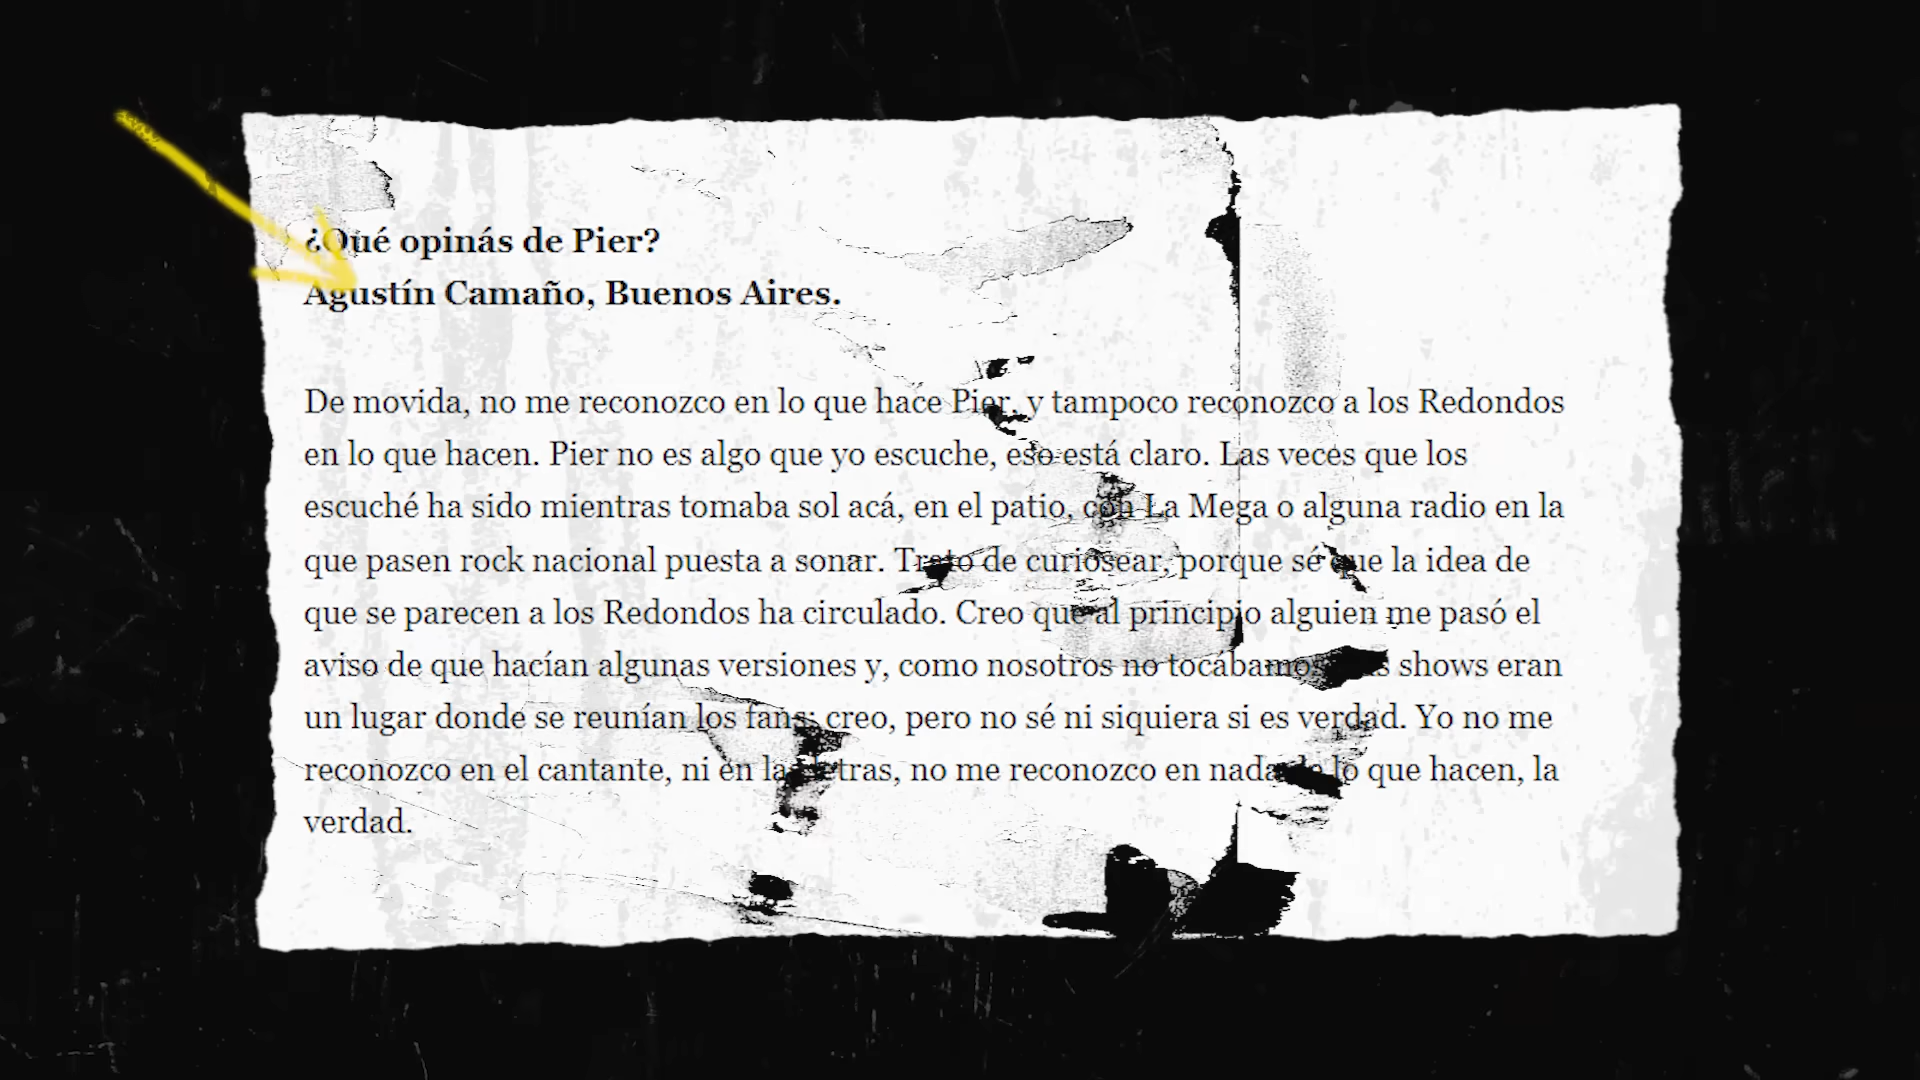 ¿Qué opinás de Pier?
Agustín Camaño, Buenos Aires.
De movida, no me reconozco en lo que hace Pier, y tampoco reconozco a los Redondos
en lo que hacen. Pier no es algo que yo escuche, eso está claro. Las veces que los
escuché ha sido mientras tomaba sol acá, en el patio, con La Mega o alguna radio en la
que pasen rock nacional puesta a sonar. Trato de curiosear, porque sé que la idea de
que se parecen a los Redondos ha circulado. Creo que al principio alguien me pasó el
aviso de que hacían algunas versiones y, como nosotros no tocábamos shows eran
un lugar donde se reunían los fans; creo, pero no sé ni siquiera si es verdad. Yo no me
reconozco en el cantante, ni en las letras, no me reconozco en nada de lo que hacen, la
verdad.